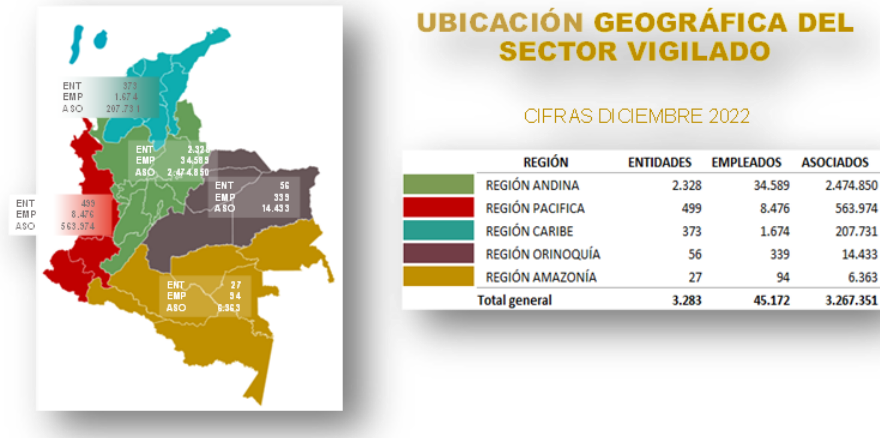 UBICACIÓN GEOGRÁFICA DEL
SECTOR VIGILADO
CIFRAS DICIEMBRE 2022
ENT 373
EMP 1.674
ASO 207.731
ENT 2.328
EMP 34.589
ASO 2.474.850
ENT 56
EMP 339
ASO 14.433
ENT 499
EMP 8.476
ASO 563.974
ENT 27
EMP 94
ASO 6.363
REGIÓN ENTIDADES EMPLEADOS ASOCIADOS
REGIÓN ANDINA 2.328 34.589 2.474.850
REGIÓN PACIFICA 499 8.476 563.974
REGIÓN CARIBE 373 1.674 207.731
REGIÓN ORINOQUÍA 56 339 14.433
REGIÓN AMAZONÍA 27 94 6.363
Total general 3.283 45.172 3.267.351